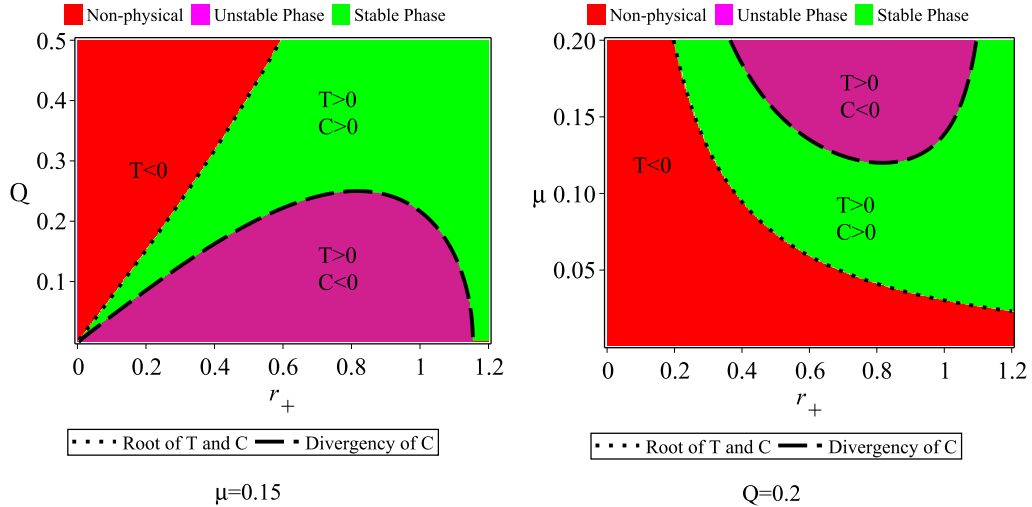 Non-physical Unstable Phase Stable Phase
0.5
0.4
0.3
0.2
0.1
Q
T<0
T>0
C>0
T>0
C<0
0 0.2 0.4 0.6 0.8 1 1.2
r+
Root of T and C Divergency of C
μ=0.15
Non-physical Unstable Phase Stable Phase
0.20
0.15
0.10
0.05
μ
T<0
T>0
C<0
T>0
C>0
0 0.2 0.4 0.6 0.8 1 1.2
r+
Root of T and C Divergency of C
Q=0.2